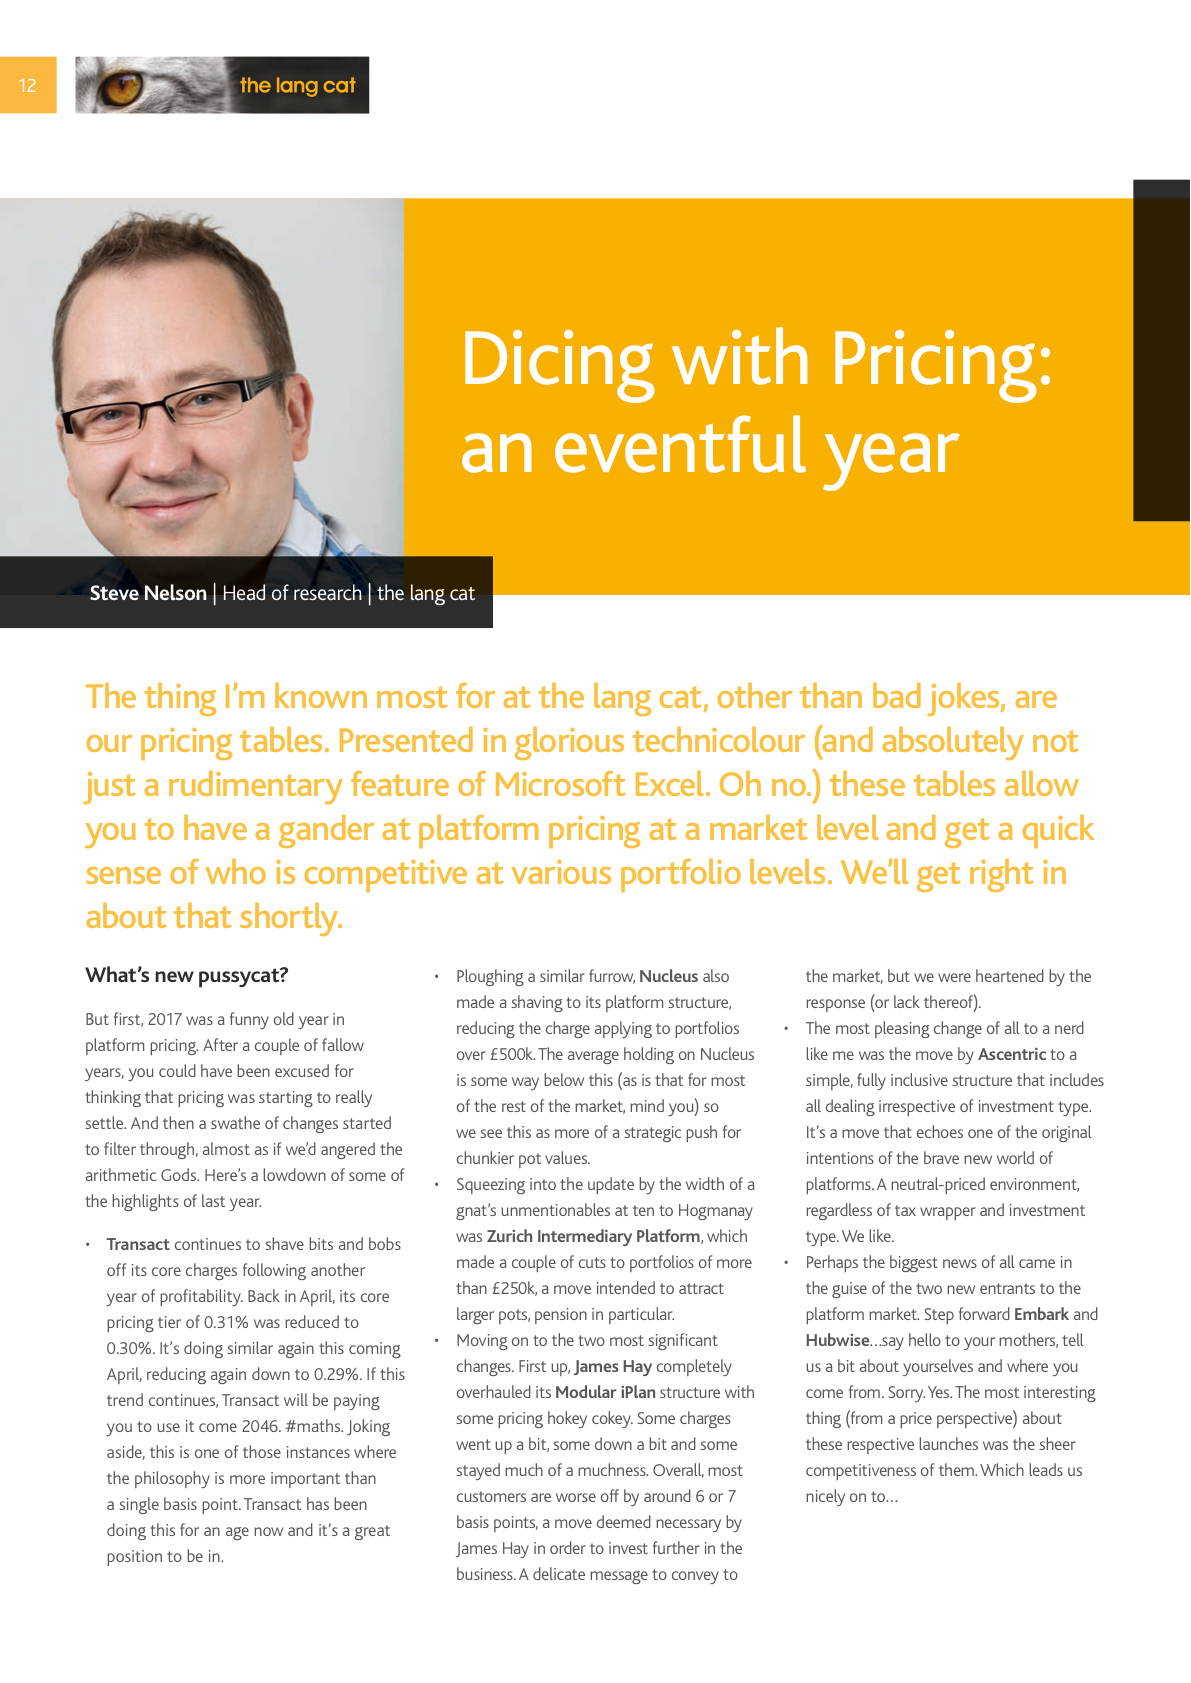 12
the lang cat
Dicing with Pricing:
an eventful year
Steve Nelson | Head of research | the lang cat
The thing I’m known most for at the lang cat, other than bad jokes, are
our pricing tables. Presented in glorious technicolour (and absolutely not
just a rudimentary feature of Microsoft Excel. Oh no.) these tables allow
you to have a gander at platform pricing at a market level and get a quick
sense of who is competitive at various portfolio levels. We’ll get right in
about that shortly.
What’s new pussycat?
But first, 2017 was a funny old year in
platform pricing. After a couple of fallow
years, you could have been excused for
thinking that pricing was starting to really
settle. And then a swathe of changes started
to filter through, almost as if we’d angered the
arithmetic Gods. Here’s a lowdown of some of
the highlights of last year.
• Transact continues to shave bits and bobs
off its core charges following another
year of profitability. Back in April, its core
pricing tier of 0.31% was reduced to
0.30%. It’s doing similar again this coming
April, reducing again down to 0.29%. If this
trend continues, Transact will be paying
you to use it come 2046. #maths. Joking
aside, this is one of those instances where
the philosophy is more important than
a single basis point. Transact has been
doing this for an age now and it’s a great
position to be in.
• Ploughing a similar furrow, Nucleus also
made a shaving to its platform structure,
reducing the charge applying to portfolios
over £500k. The average holding on Nucleus
is some way below this (as is that for most
of the rest of the market, mind you) so
we see this as more of a strategic push for
chunkier pot values.
• Squeezing into the update by the width of a
gnat’s unmentionables at ten to Hogmanay
was Zurich Intermediary Platform, which
made a couple of cuts to portfolios of more
than £250k, a move intended to attract
larger pots, pension in particular.
• Moving on to the two most significant
changes. First up, James Hay completely
overhauled its Modular iPlan structure with
some pricing hokey cokey. Some charges
went up a bit, some down a bit and some
stayed much of a muchness. Overall, most
customers are worse off by around 6 or 7
basis points, a move deemed necessary by
James Hay in order to invest further in the
business. A delicate message to convey to
the market, but we were heartened by the
response (or lack thereof).
• The most pleasing change of all to a nerd
like me was the move by Ascentric to a
simple, fully inclusive structure that includes
all dealing irrespective of investment type.
It’s a move that echoes one of the original
intentions of the brave new world of
platforms. A neutral-priced environment,
regardless of tax wrapper and investment
type. We like.
• Perhaps the biggest news of all came in
the guise of the two new entrants to the
platform market. Step forward Embark and
Hubwise…say hello to your mothers, tell
us a bit about yourselves and where you
come from. Sorry. Yes. The most interesting
thing (from a price perspective) about
these respective launches was the sheer
competitiveness of them. Which leads us
nicely on to…